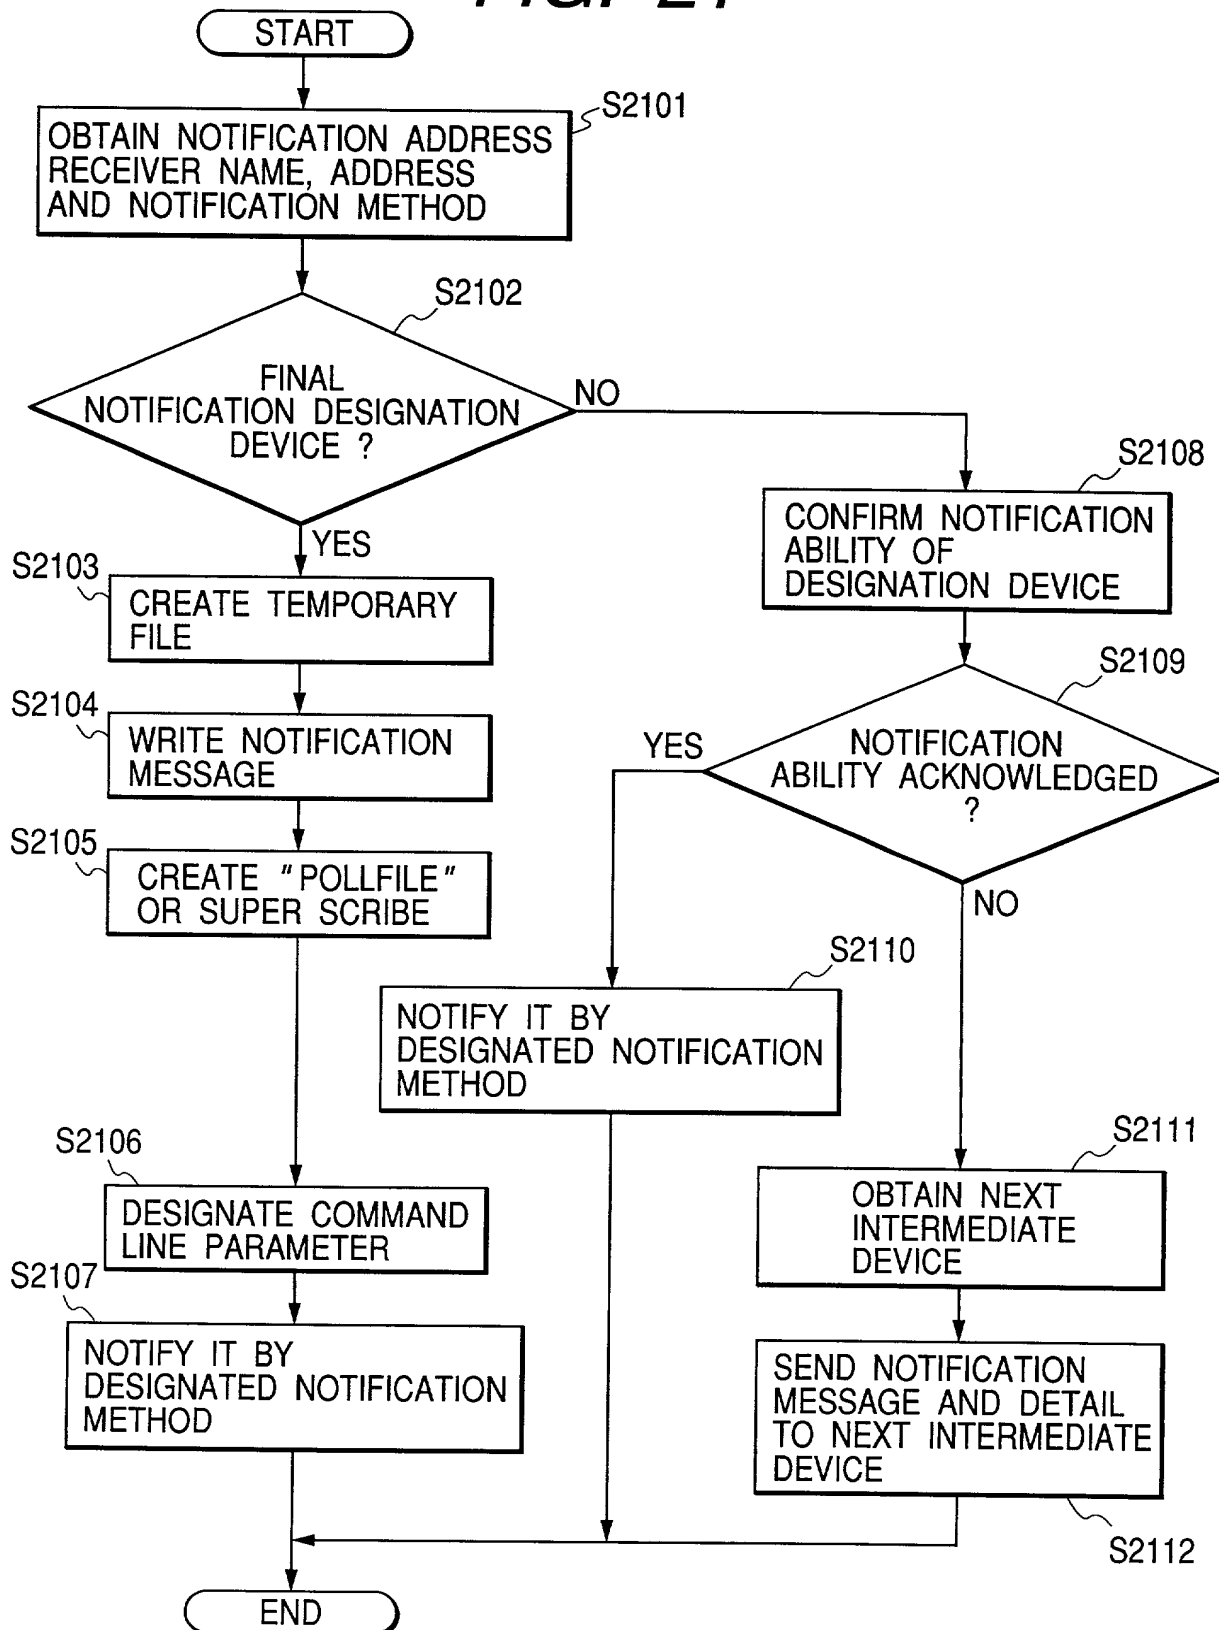 FIG. 21
START
S2101
OBTAIN NOTIFICATION ADDRESS
RECEIVER NAME, ADDRESS
AND NOTIFICATION METHOD
S2102
FINAL
NOTIFICATION DESIGNATION
DEVICE ?
NO
YES
S2103
CREATE TEMPORARY
FILE
S2104
WRITE NOTIFICATION
MESSAGE
S2105
CREATE "POLLFILE"
OR SUPER SCRIBE
S2106
DESIGNATE COMMAND
LINE PARAMETER
S2107
NOTIFY IT BY
DESIGNATED NOTIFICATION
METHOD
S2108
CONFIRM NOTIFICATION
ABILITY OF
DESIGNATION DEVICE
S2109
NOTIFICATION
ABILITY ACKNOWLEDGED
?
YES
NO
S2110
NOTIFY IT BY
DESIGNATED NOTIFICATION
METHOD
S2111
OBTAIN NEXT
INTERMEDIATE
DEVICE
SEND NOTIFICATION
MESSAGE AND DETAIL
TO NEXT INTERMEDIATE
DEVICE
S2112
END